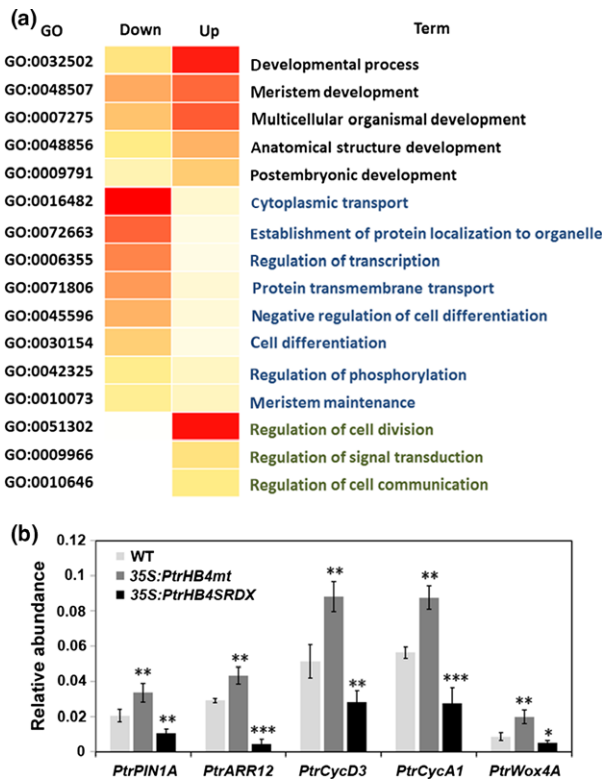 (a)
GO Down Up Term
GO:0032502 Developmental process
GO:0048507 Meristem development
GO:0007275 Multicellular organismal development
GO:0048856 Anatomical structure development
GO:0009791 Postembryonic development
GO:0016482 Cytoplasmic transport
GO:0072663 Establishment of protein localization to organelle
GO:0006355 Regulation of transcription
GO:0071806 Protein transmembrane transport
GO:0045596 Negative regulation of cell differentiation
GO:0030154 Cell differentiation
GO:0042325 Regulation of phosphorylation
GO:0010073 Meristem maintenance
GO:0051302 Regulation of cell division
GO:0009966 Regulation of signal transduction
GO:0010646 Regulation of cell communication
(b)
Relative abundance
0.12
0.1
0.08
0.06
0.04
0.02
0
WT
35S:PtrHB4mt
35S:PtrHB4SRDX
** **
** ***
** **
** ***
** *
PtrPIN1A PtrARR12 PtrCycD3 PtrCycA1 PtrWox4A